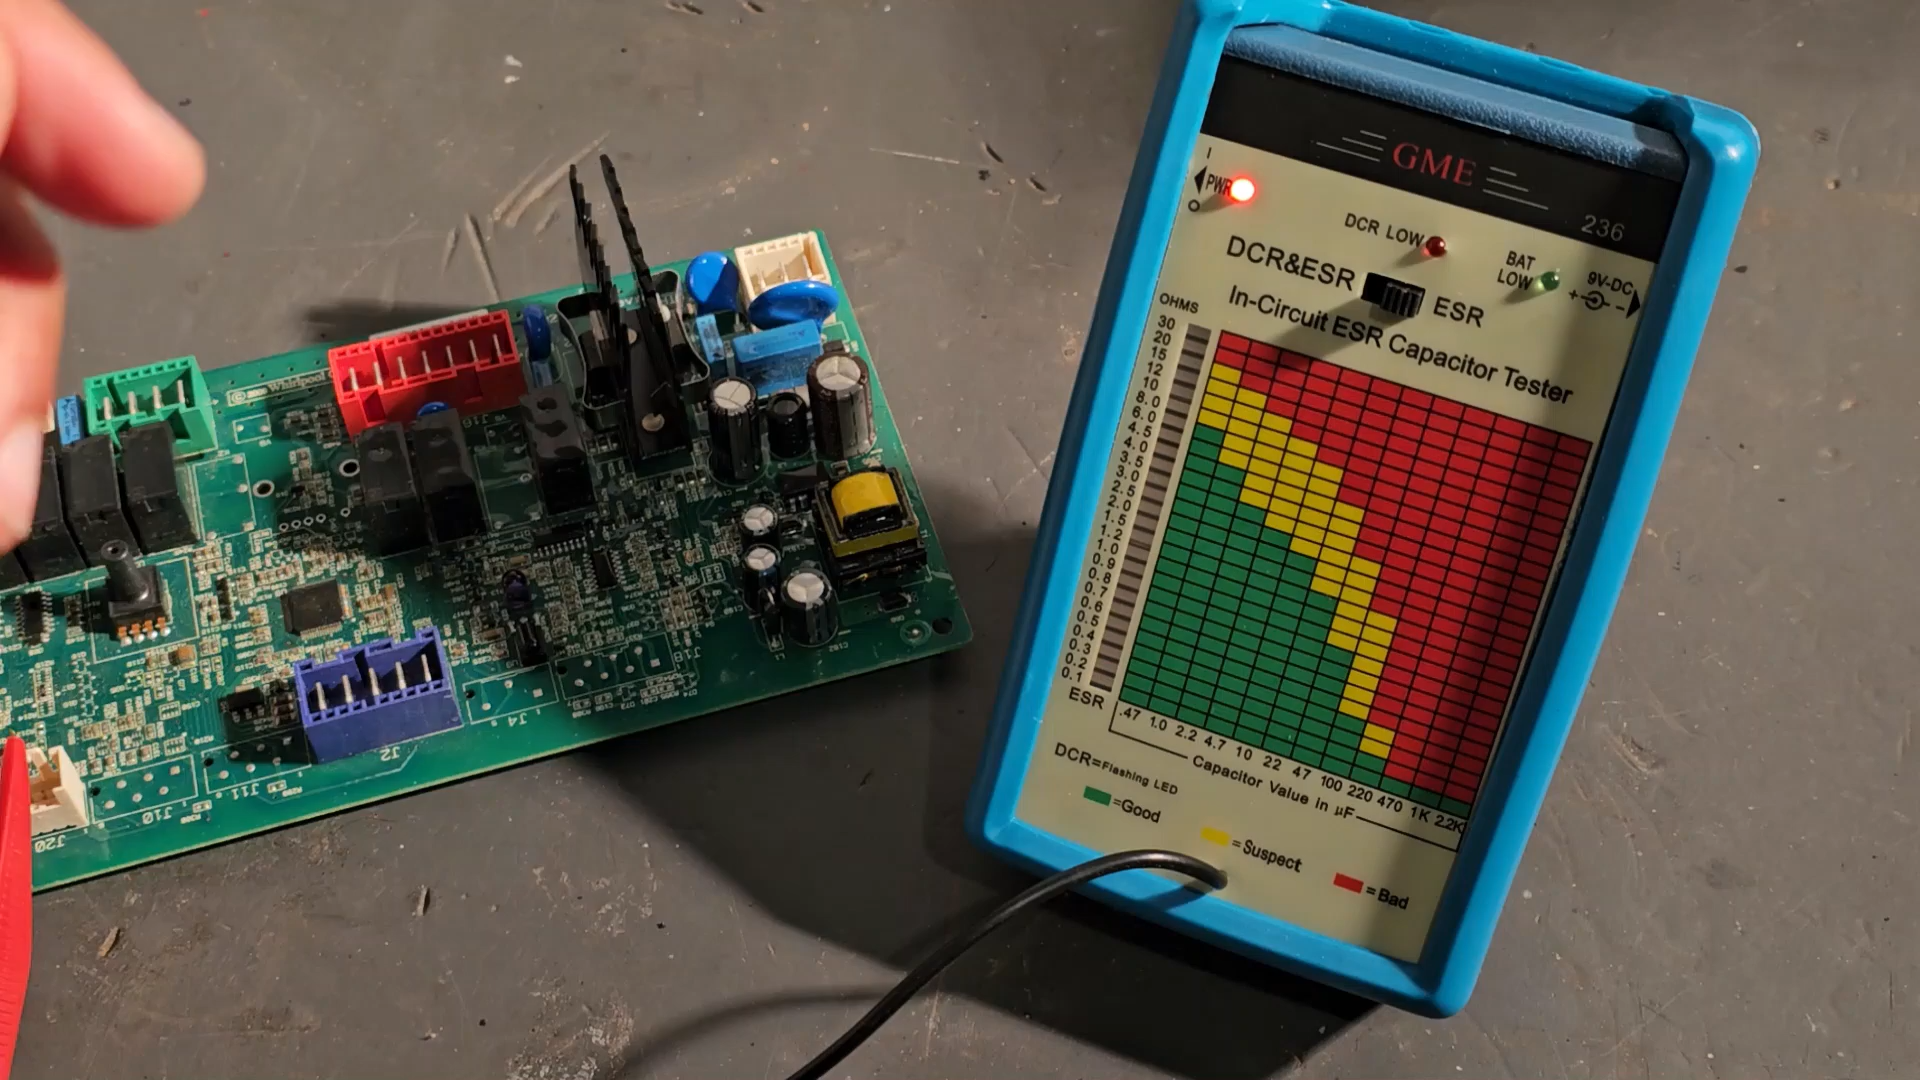 GME
236
I
PWR
O
DCR LOW
BAT
LOW
9V-DC
+ -
DCR&ESR
ESR
In-Circuit ESR Capacitor Tester
OHMS
30
20
15
12
10
8.0
6.0
4.5
4.0
3.5
3.0
2.5
2.0
1.5
1.2
1.0
0.9
0.8
0.7
0.6
0.5
0.4
0.3
0.2
0.1
ESR
.47 1.0 2.2 4.7 10 22 47 100 220 470 1K 2.2K
Capacitor Value in µF
DCR=Flashing LED
=Good
=Suspect
=Bad
Whirlpool
J2
J4
J11
J10
J20